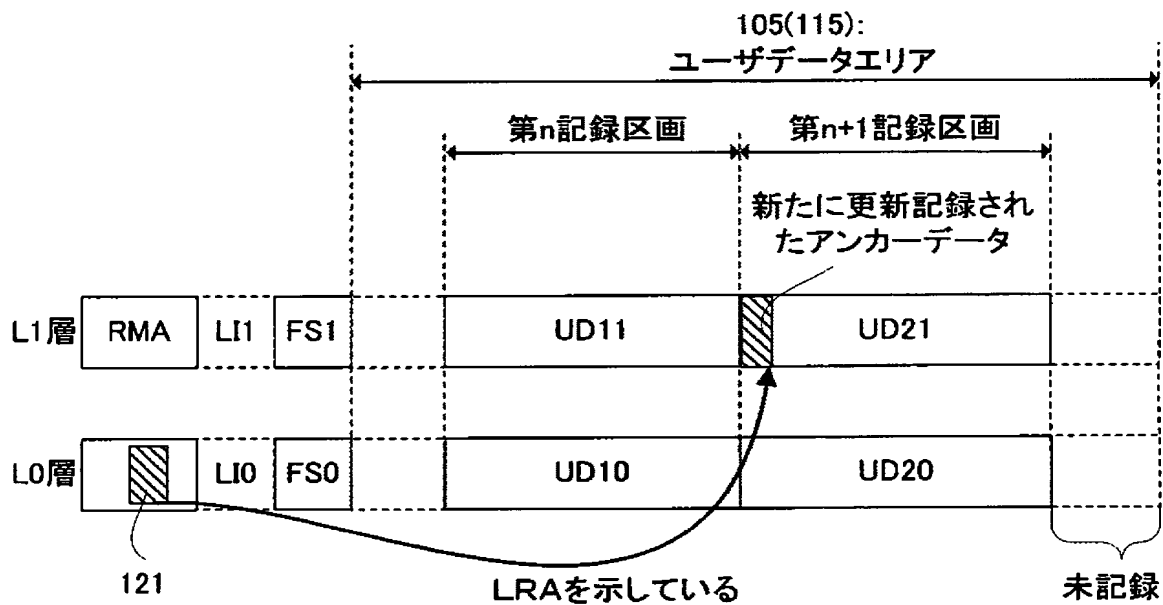 105(115):
ユーザデータエリア
第n記録区画
第n+1記録区画
新たに更新記録され
たアンカーデータ
L1層 RMA LI1 FS1 UD11 UD21
L0層 LI0 FS0 UD10 UD20
121
LRAを示している
未記録